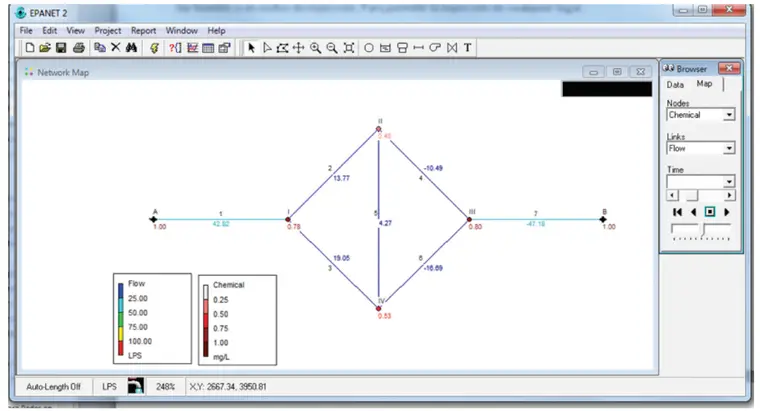 EPANET 2
File Edit View Project Report Window Help
T
Network Map
Browser
Data Map
Nodes
Chemical
Links
Flow
Time
II
2
13.77
-10.49
4
A
1
I
5
4.27
III
7
B
1.00
42.82
0.78
0.80
-47.18
1.00
19.05
3
6
-16.69
IV
0.53
Flow
25.00
50.00
75.00
100.00
LPS
Chemical
0.25
0.50
0.75
1.00
mg/L
Auto-Length Off LPS 248% X,Y: 2667.34, 3950.81